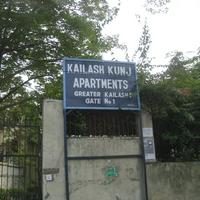 KAILASH KUNJ
APARTMENTS
GREATER KAILASH
GATE No 1